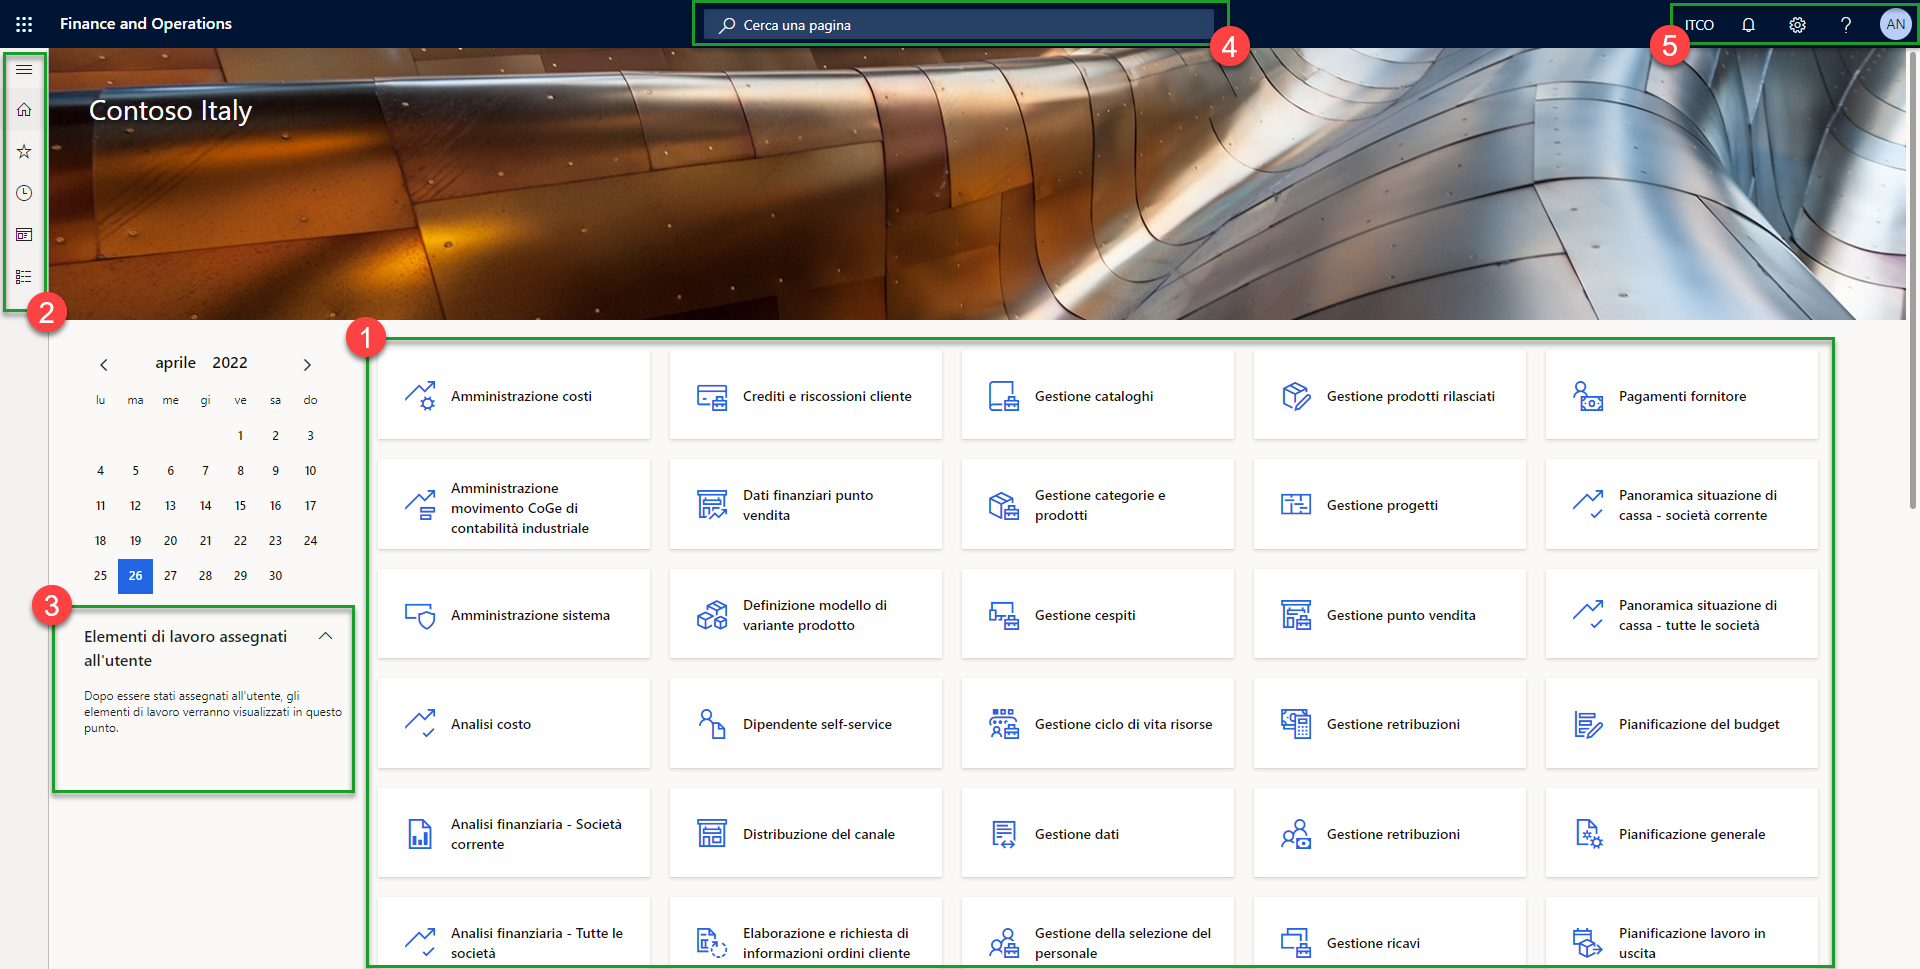 Finance and Operations
Cerca una pagina
ITCO
AN
4
5
Contoso Italy
2
1
aprile 2022
lu ma me gi ve sa do
1 2 3
4 5 6 7 8 9 10
11 12 13 14 15 16 17
18 19 20 21 22 23 24
25 26 27 28 29 30
3
Elementi di lavoro assegnati
all'utente
Dopo essere stati assegnati all'utente, gli
elementi di lavoro verranno visualizzati in questo
punto.
Amministrazione costi
Crediti e riscossioni cliente
Gestione cataloghi
Gestione prodotti rilasciati
Pagamenti fornitore
Amministrazione
movimento CoGe di
contabilità industriale
Dati finanziari punto
vendita
Gestione categorie e
prodotti
Gestione progetti
Panoramica situazione di
cassa - società corrente
Amministrazione sistema
Definizione modello di
variante prodotto
Gestione cespiti
Gestione punto vendita
Panoramica situazione di
cassa - tutte le società
Analisi costo
Dipendente self-service
Gestione ciclo di vita risorse
Gestione retribuzioni
Pianificazione del budget
Analisi finanziaria - Società
corrente
Distribuzione del canale
Gestione dati
Gestione retribuzioni
Pianificazione generale
Analisi finanziaria - Tutte le
società
Elaborazione e richiesta di
informazioni ordini cliente
Gestione della selezione del
personale
Gestione ricavi
Pianificazione lavoro in
uscita